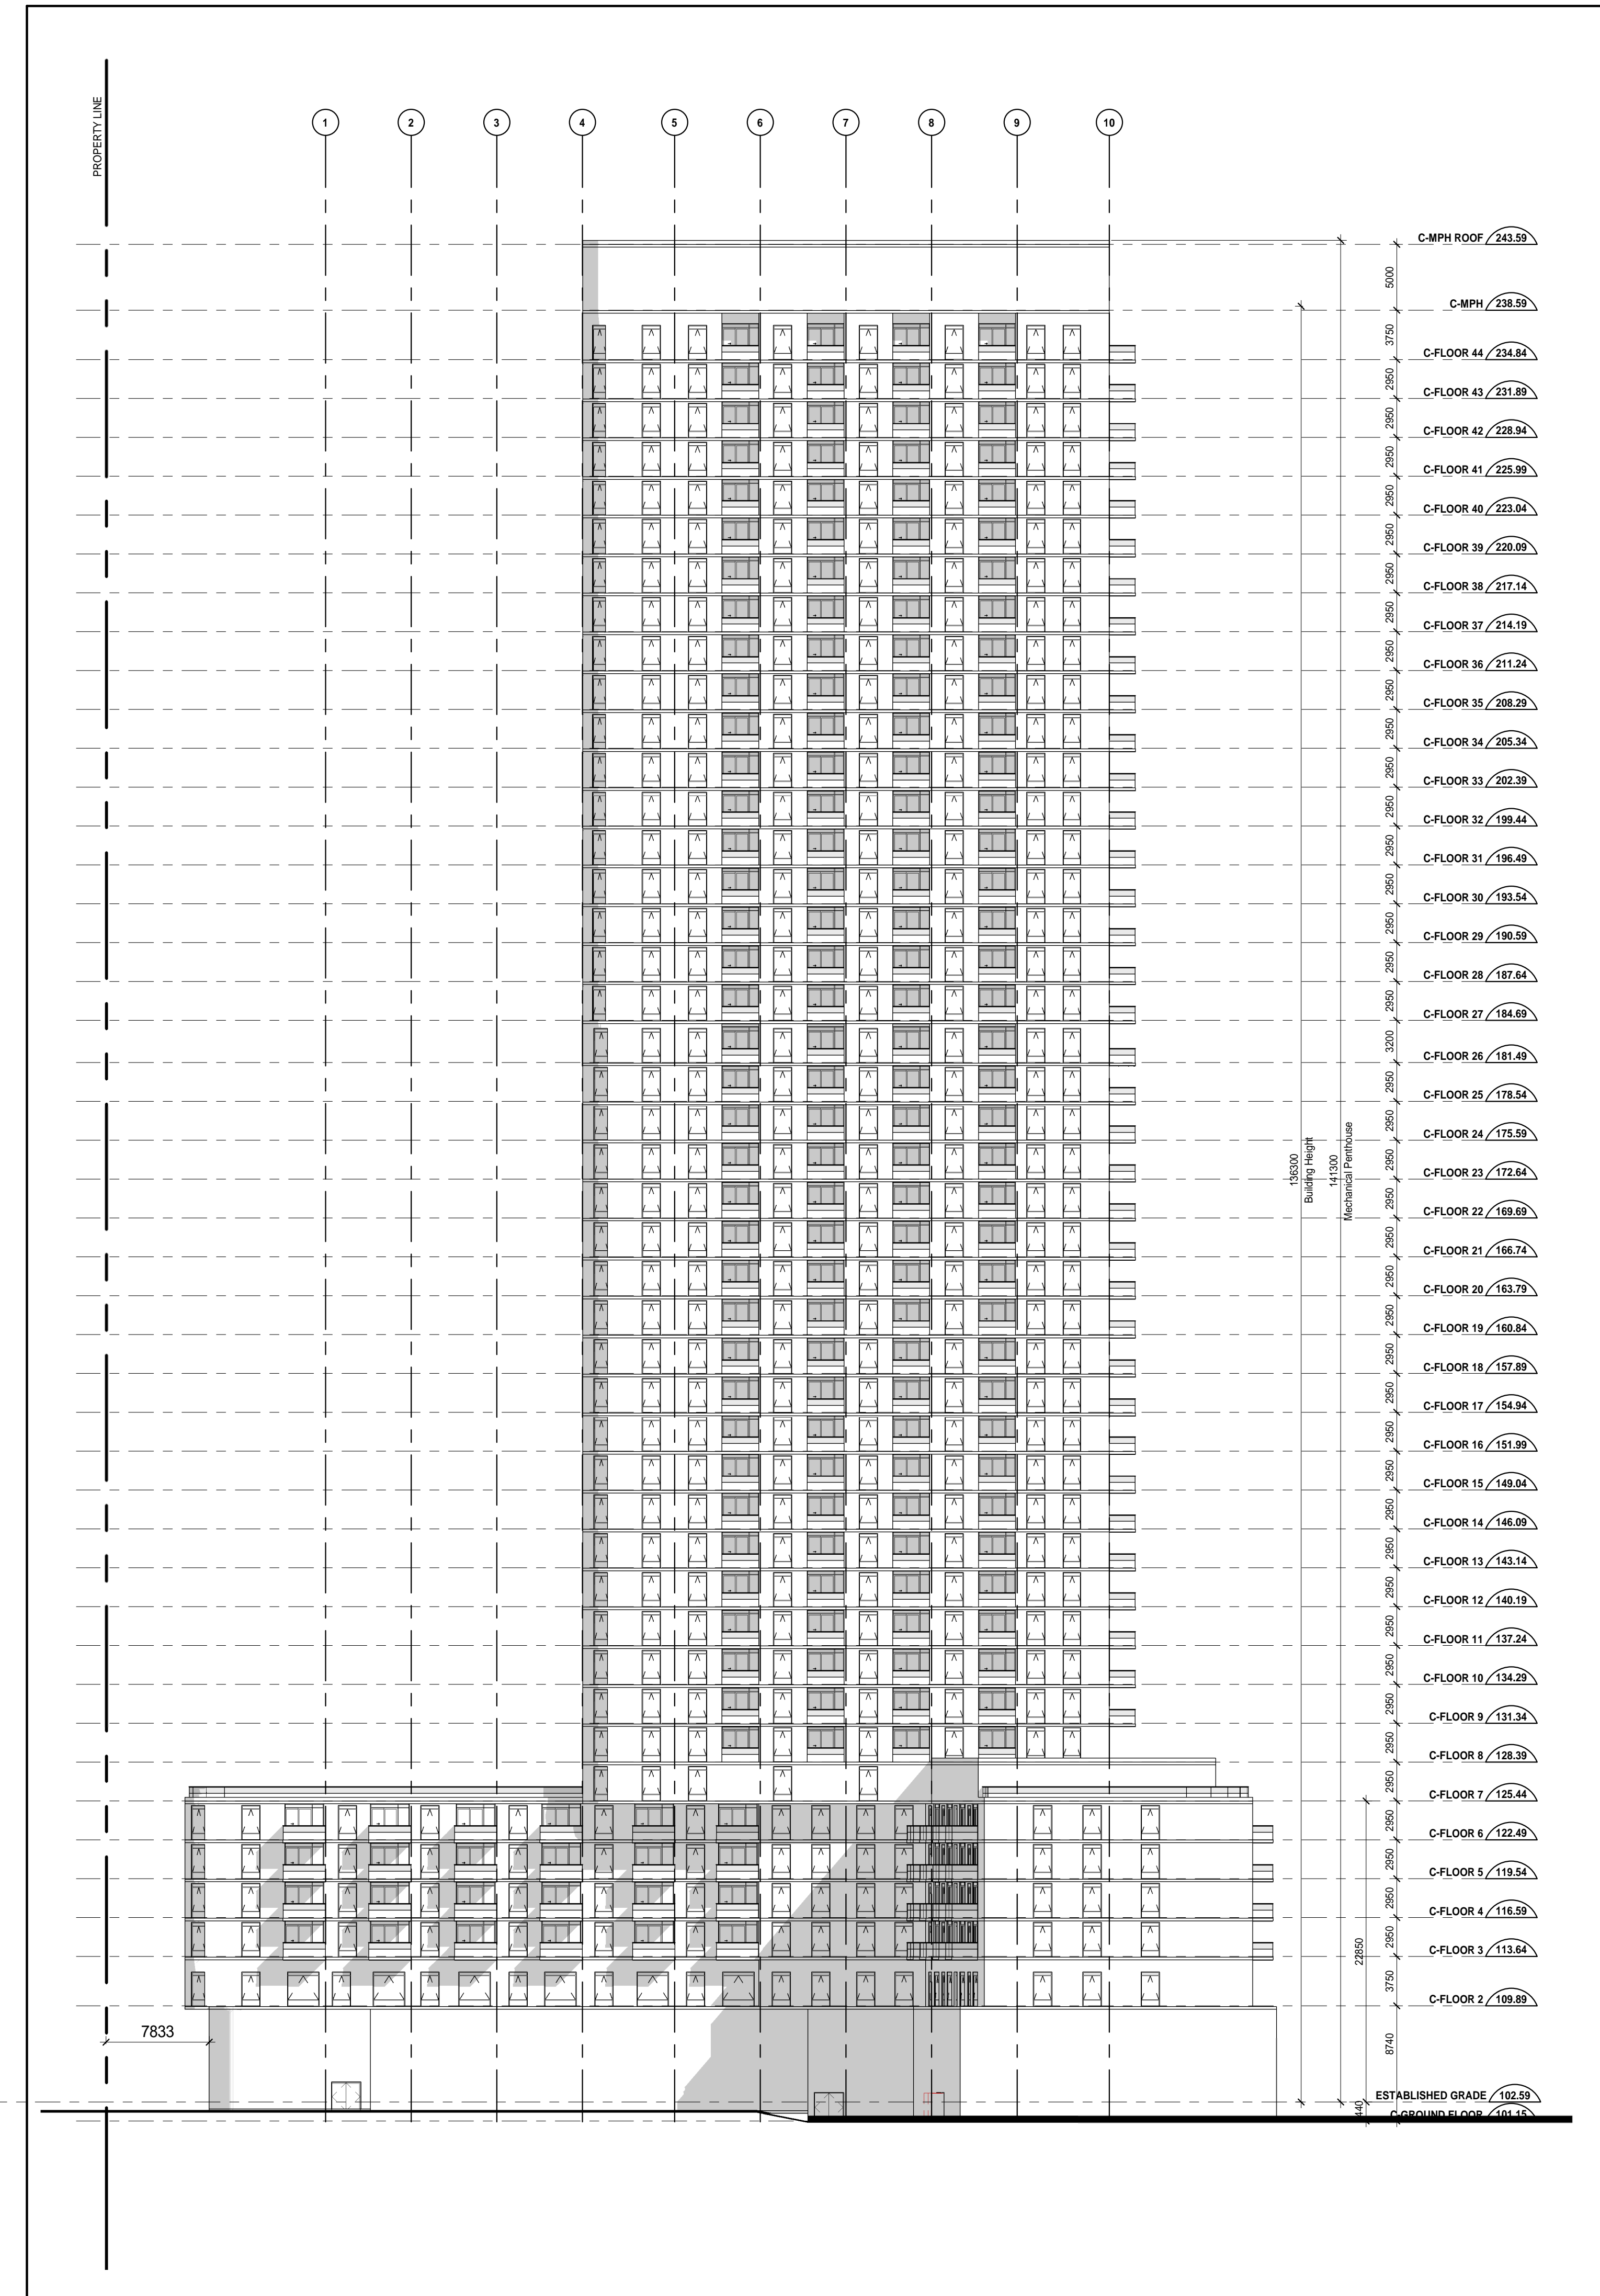 PROPERTY LINE
1 2 3 4 5 6 7 8 9 10
C-MPH ROOF 243.59
5000
C-MPH 238.59
3750
C-FLOOR 44 234.84
2950
C-FLOOR 43 231.89
2950
C-FLOOR 42 228.94
2950
C-FLOOR 41 225.99
2950
C-FLOOR 40 223.04
2950
C-FLOOR 39 220.09
2950
C-FLOOR 38 217.14
2950
C-FLOOR 37 214.19
2950
C-FLOOR 36 211.24
2950
C-FLOOR 35 208.29
2950
C-FLOOR 34 205.34
2950
C-FLOOR 33 202.39
2950
C-FLOOR 32 199.44
2950
C-FLOOR 31 196.49
2950
C-FLOOR 30 193.54
2950
C-FLOOR 29 190.59
2950
C-FLOOR 28 187.64
2950
C-FLOOR 27 184.69
3200
C-FLOOR 26 181.49
2950
C-FLOOR 25 178.54
2950
C-FLOOR 24 175.59
2950
C-FLOOR 23 172.64
136300
Building Height
141300
Mechanical Penthouse
2950
C-FLOOR 22 169.69
2950
C-FLOOR 21 166.74
2950
C-FLOOR 20 163.79
2950
C-FLOOR 19 160.84
2950
C-FLOOR 18 157.89
2950
C-FLOOR 17 154.94
2950
C-FLOOR 16 151.99
2950
C-FLOOR 15 149.04
2950
C-FLOOR 14 146.09
2950
C-FLOOR 13 143.14
2950
C-FLOOR 12 140.19
2950
C-FLOOR 11 137.24
2950
C-FLOOR 10 134.29
2950
C-FLOOR 9 131.34
2950
C-FLOOR 8 128.39
2950
C-FLOOR 7 125.44
2950
C-FLOOR 6 122.49
2950
C-FLOOR 5 119.54
2950
C-FLOOR 4 116.59
2950
C-FLOOR 3 113.64
22850
3750
C-FLOOR 2 109.89
7833
8740
ESTABLISHED GRADE 102.59
C-GROUND FLOOR 101.15